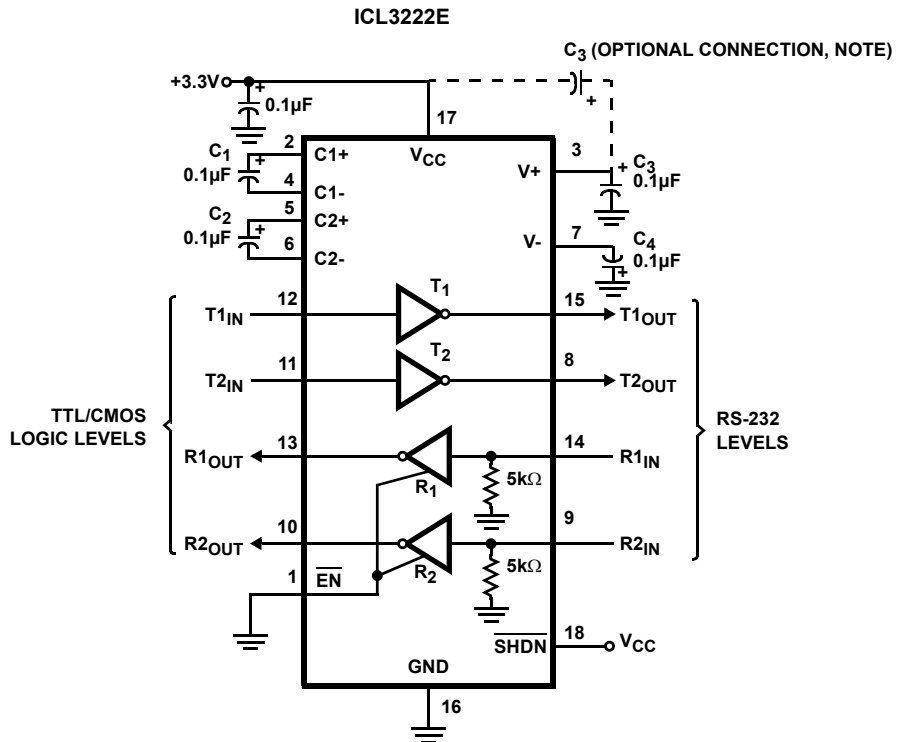 ICL3222E
C3 (OPTIONAL CONNECTION, NOTE)
+3.3V
+
0.1µF
+
17
VCC
2
C1+
C1
0.1µF
+
4
C1-
5
C2+
C2
0.1µF
+
6
C2-
3
V+
+
C3
0.1µF
7
V-
C4
0.1µF
+
T1IN
12
T1
15
T1OUT
T2IN
11
T2
8
T2OUT
TTL/CMOS
LOGIC LEVELS
RS-232
LEVELS
R1OUT
13
R1
14
R1IN
5kΩ
R2OUT
10
R2
9
R2IN
5kΩ
1
EN
SHDN
18
VCC
GND
16